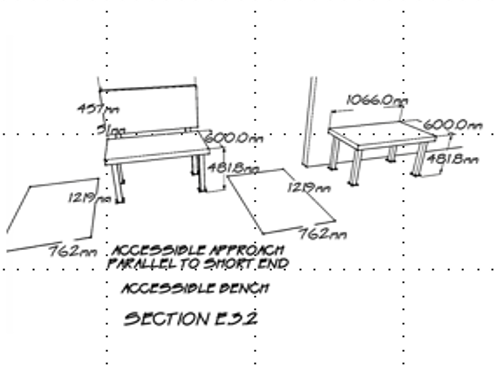 1066.0mm
457mm
600.0mm
51mm
600.0mm
481.8mm
481.8mm
1219mm
1219mm
762mm
762mm
ACCESSIBLE APPROACH
PARALLEL TO SHORT END
ACCESSIBLE BENCH
SECTION E3.2